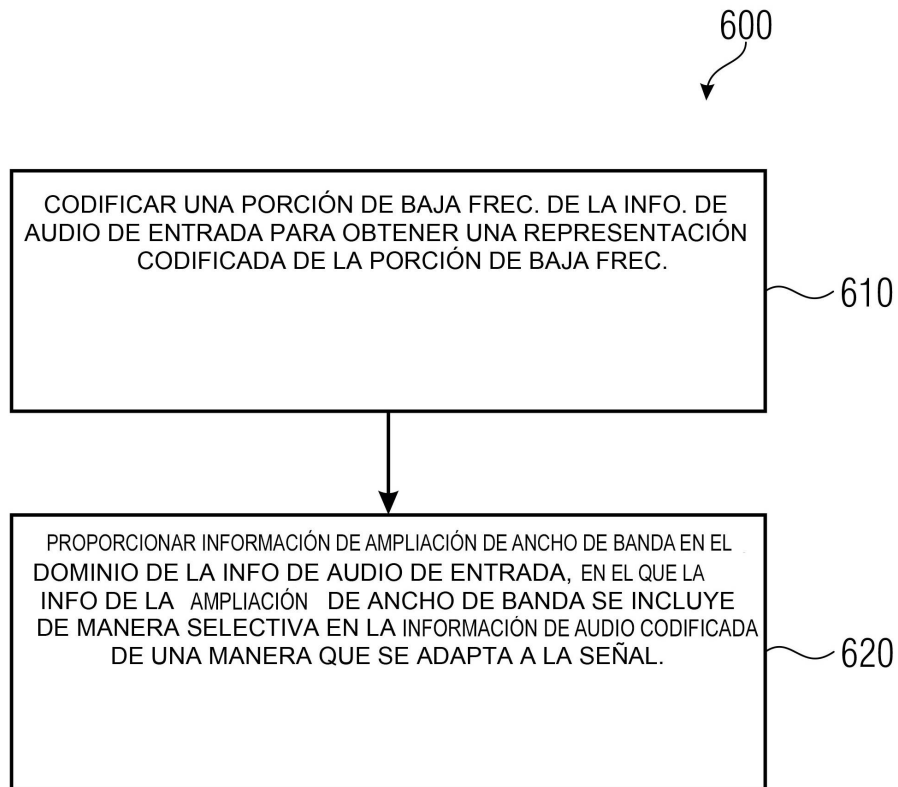 600
CODIFICAR UNA PORCIÓN DE BAJA FREC. DE LA INFO. DE
AUDIO DE ENTRADA PARA OBTENER UNA REPRESENTACIÓN
CODIFICADA DE LA PORCIÓN DE BAJA FREC.
610
PROPORCIONAR INFORMACIÓN DE AMPLIACIÓN DE ANCHO DE BANDA EN EL
DOMINIO DE LA INFO DE AUDIO DE ENTRADA, EN EL QUE LA
INFO DE LA AMPLIACIÓN DE ANCHO DE BANDA SE INCLUYE
DE MANERA SELECTIVA EN LA INFORMACIÓN DE AUDIO CODIFICADA
DE UNA MANERA QUE SE ADAPTA A LA SEÑAL.
620